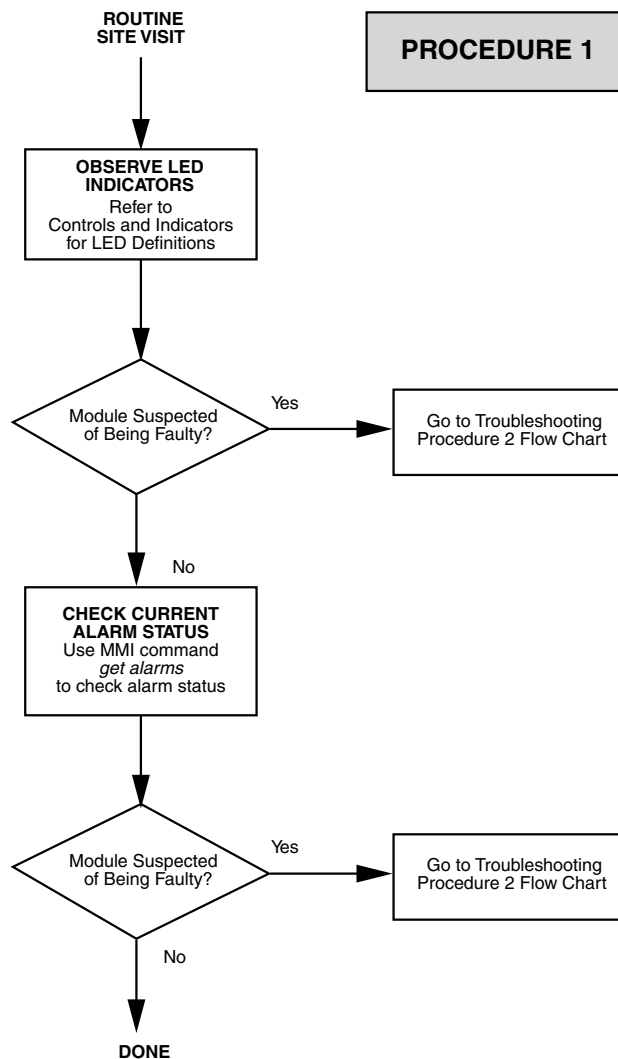 ROUTINE
SITE VISIT
PROCEDURE 1
OBSERVE LED
INDICATORS
Refer to
Controls and Indicators
for LED Definitions
Module Suspected
of Being Faulty?
Yes
Go to Troubleshooting
Procedure 2 Flow Chart
No
CHECK CURRENT
ALARM STATUS
Use MMI command
get alarms
to check alarm status
Module Suspected
of Being Faulty?
Yes
Go to Troubleshooting
Procedure 2 Flow Chart
No
DONE